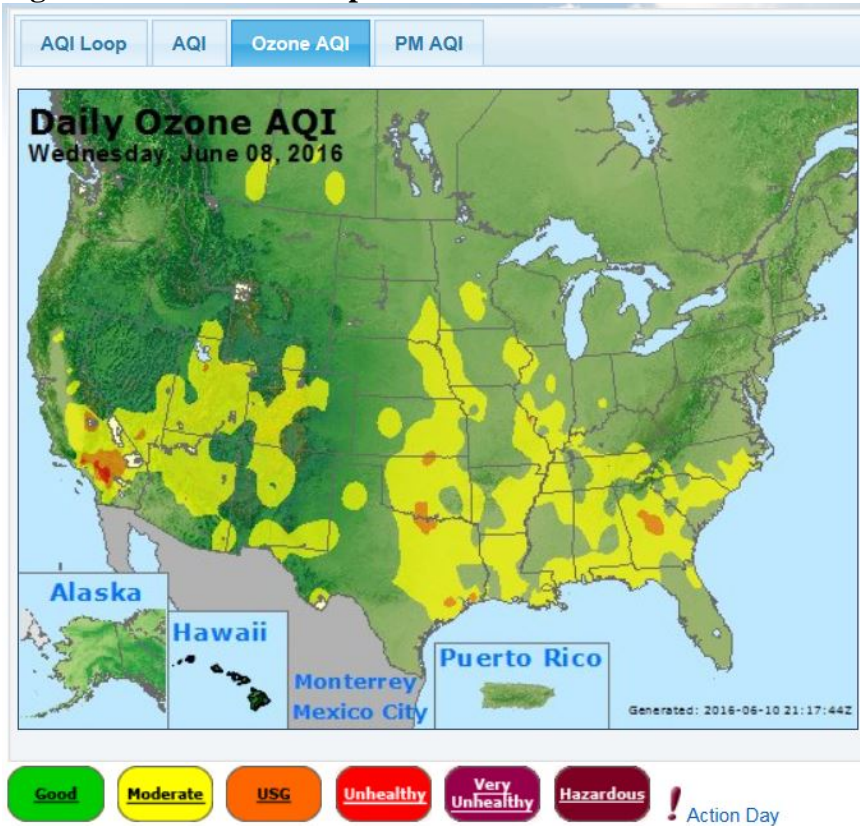 AQI Loop AQI Ozone AQI PM AQI
Daily Ozone AQI
Wednesday, June 08, 2016
Alaska
Hawaii
Monterrey
Mexico City
Puerto Rico
Generated: 2016-06-10 21:17:44Z
Good Moderate USG Unhealthy Very Unhealthy Hazardous Action Day